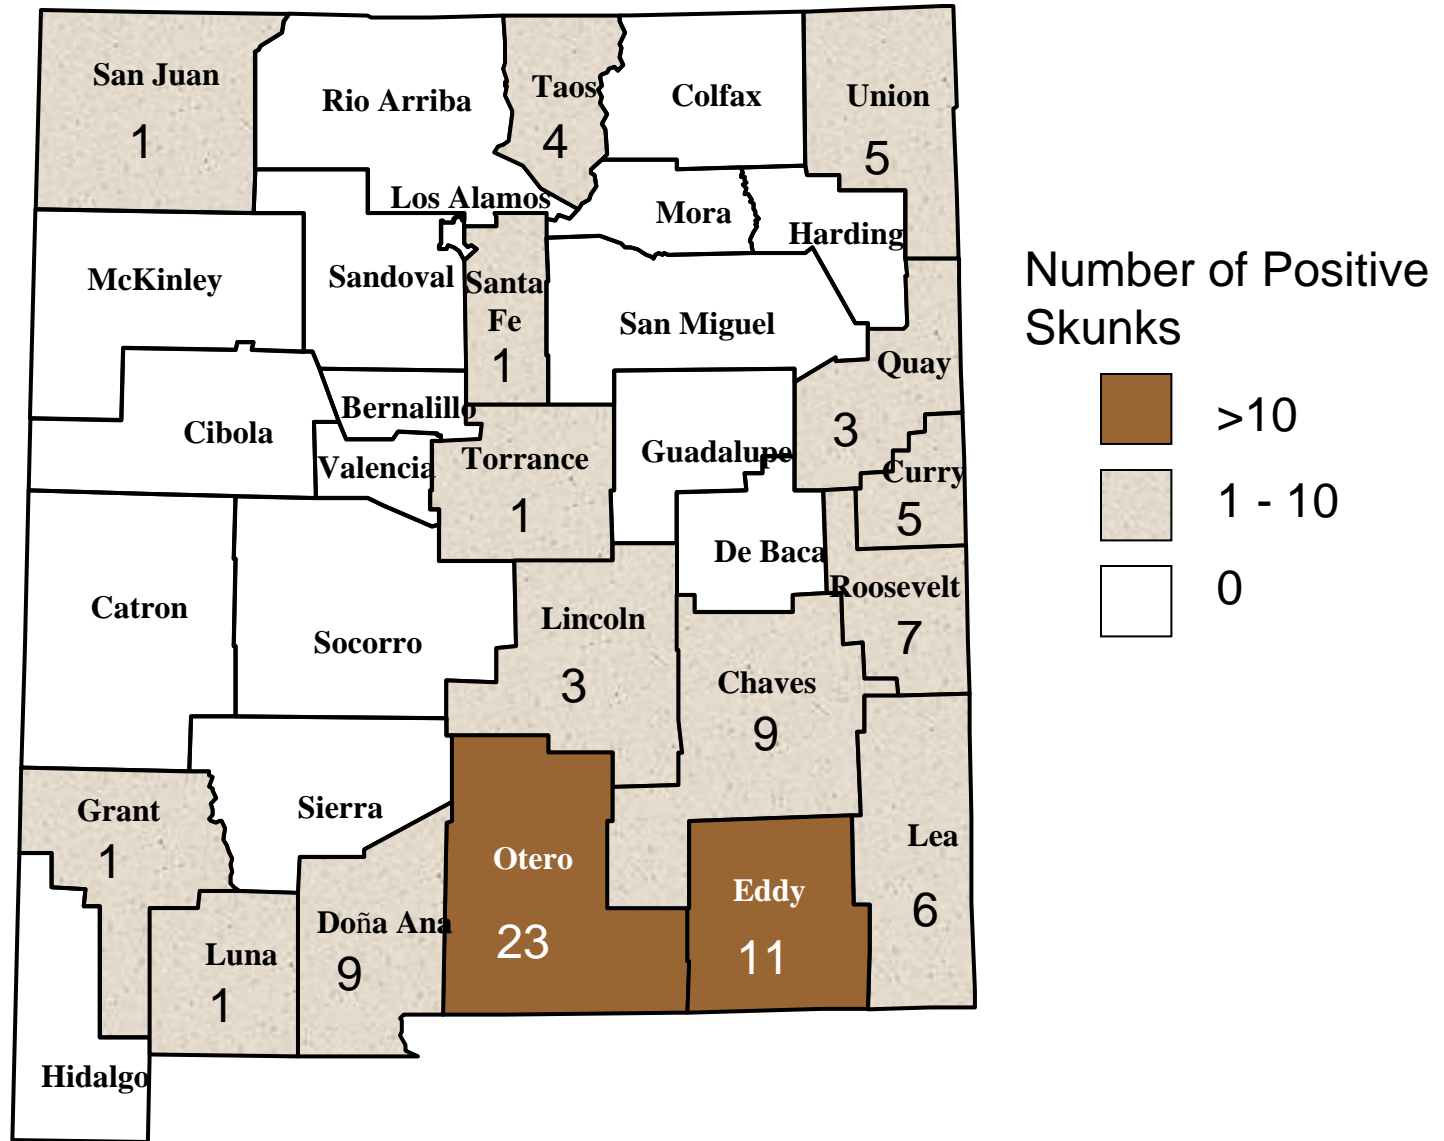 San Juan
1
Rio Arriba
Taos
4
Colfax
Union
5
Los Alamos
Mora
Harding
McKinley
Sandoval
Santa
Fe
1
San Miguel
Quay
3
Bernalillo
Cibola
Valencia
Torrance
1
Guadalupe
Curry
5
De Baca
Roosevelt
7
Catron
Socorro
Lincoln
3
Chaves
9
Grant
1
Sierra
Otero
23
Eddy
11
Lea
6
Luna
1
Doña Ana
9
Hidalgo
Number of Positive
Skunks
>10
1 - 10
0